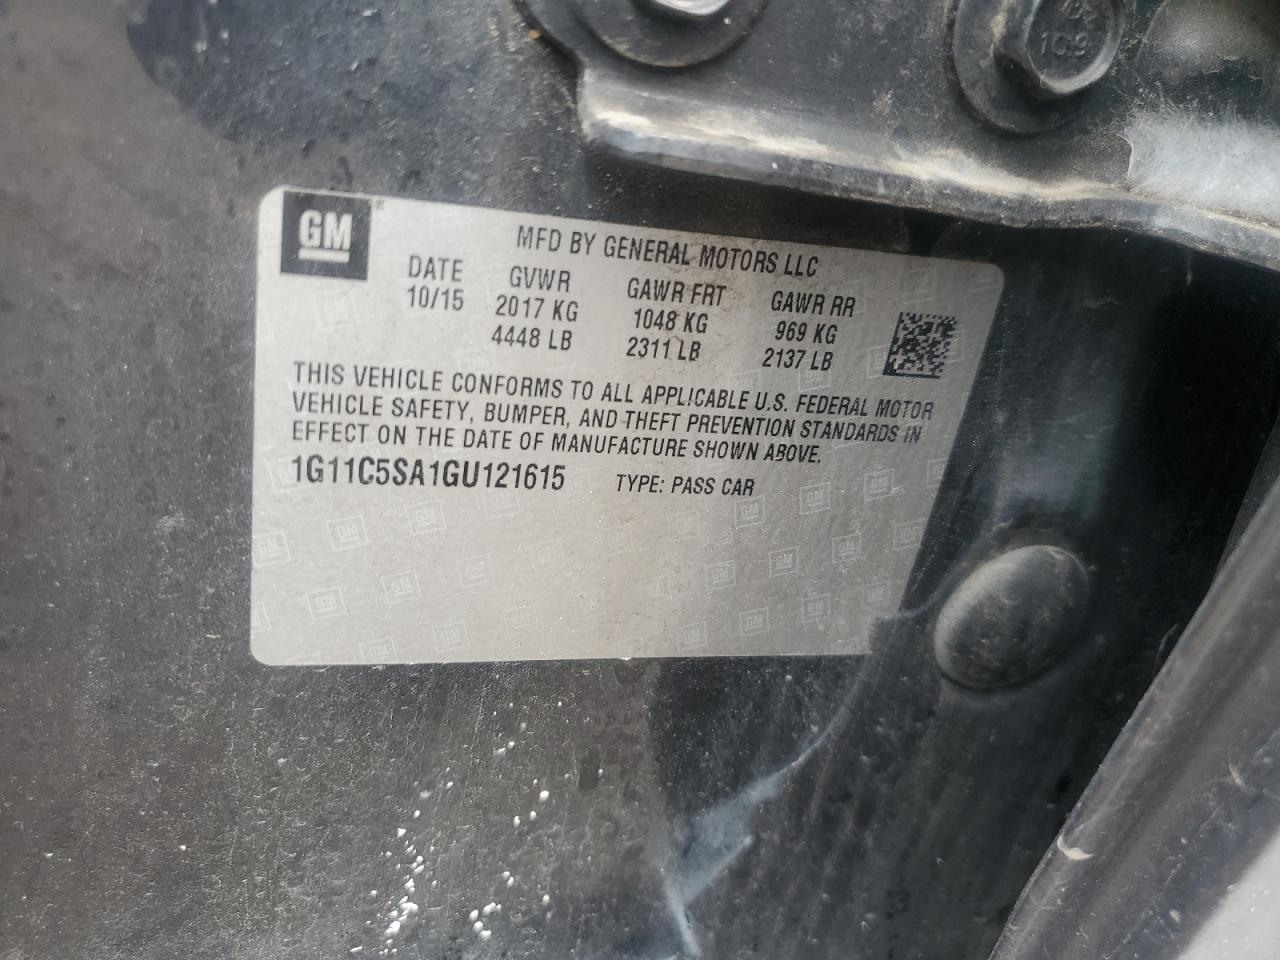 GM®
MFD BY GENERAL MOTORS LLC
DATE GVWR GAWR FRT GAWR RR
10/15 2017 KG 1048 KG 969 KG
4448 LB 2311 LB 2137 LB
THIS VEHICLE CONFORMS TO ALL APPLICABLE U.S. FEDERAL MOTOR
VEHICLE SAFETY, BUMPER, AND THEFT PREVENTION STANDARDS IN
EFFECT ON THE DATE OF MANUFACTURE SHOWN ABOVE.
1G11C5SA1GU121615 TYPE: PASS CAR
109